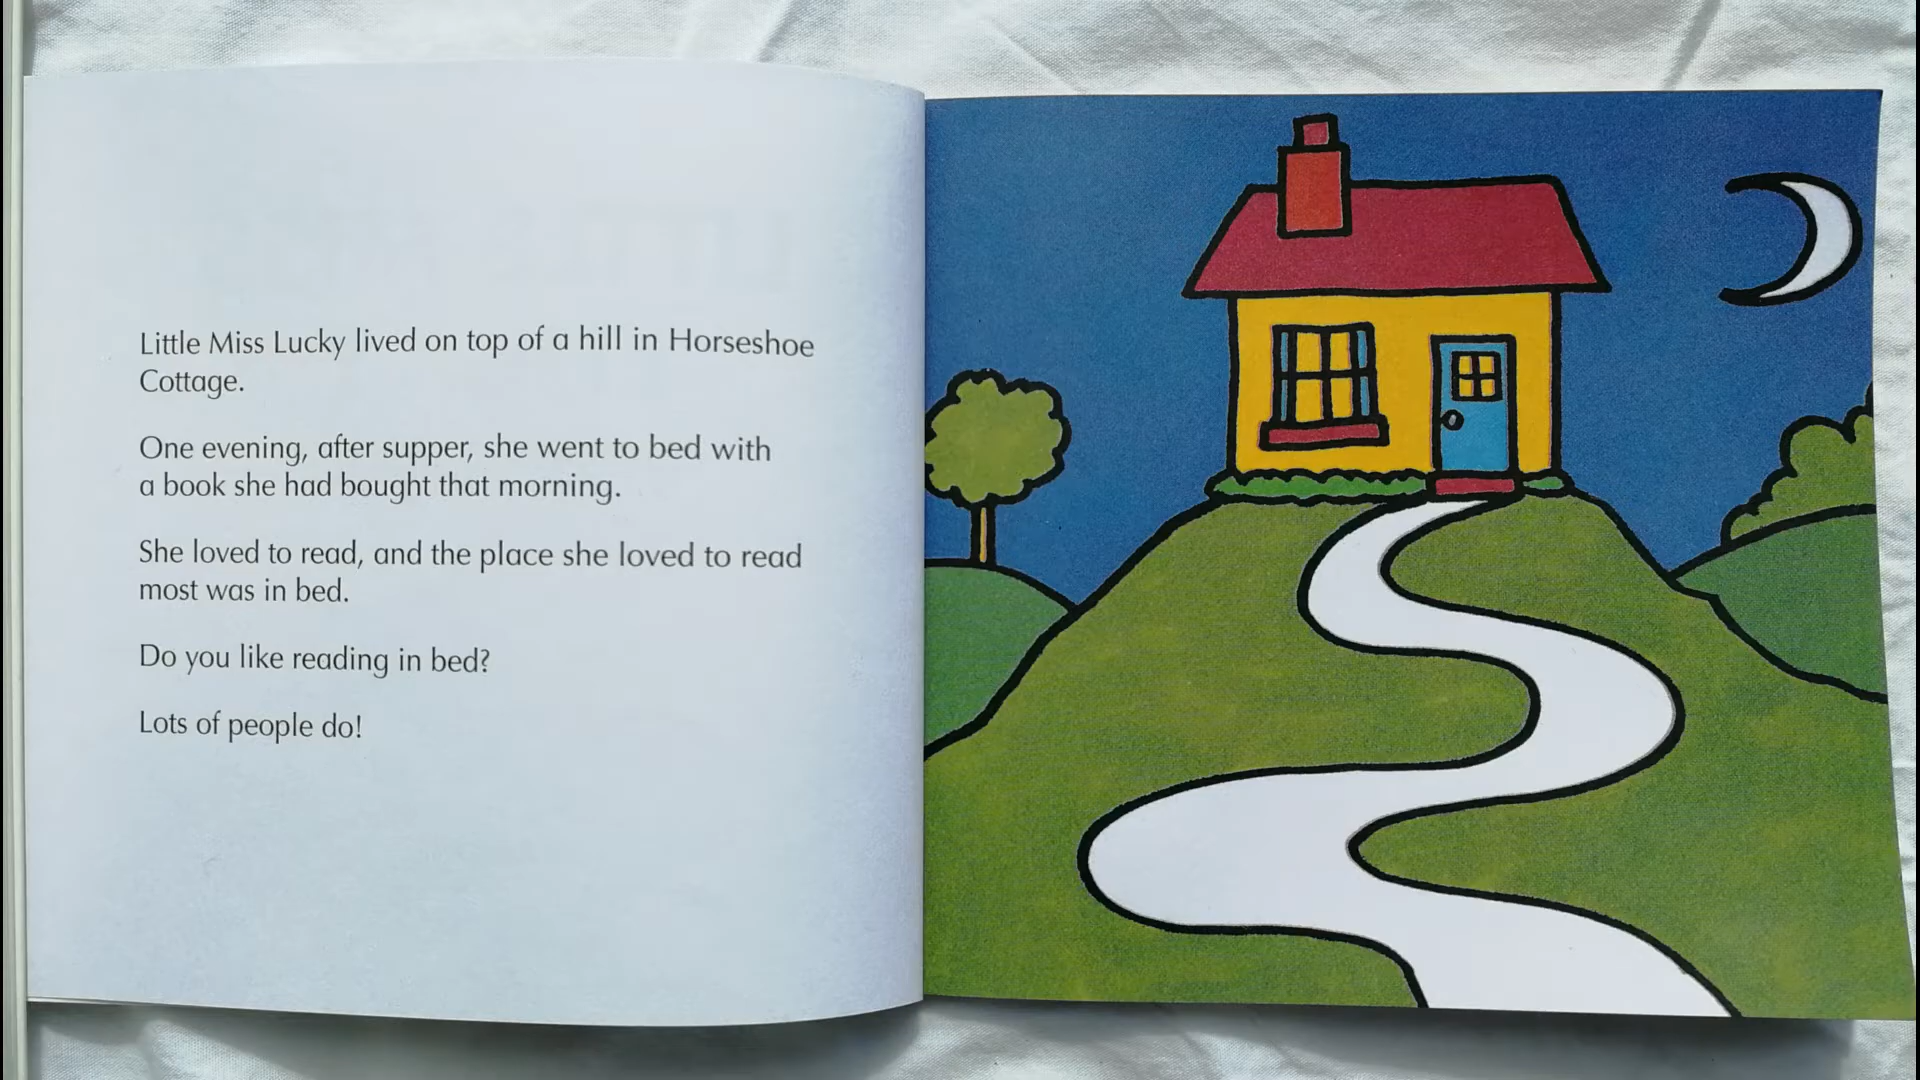 Little Miss Lucky lived on top of a hill in Horseshoe
Cottage.
One evening, after supper, she went to bed with
a book she had bought that morning.
She loved to read, and the place she loved to read
most was in bed.
Do you like reading in bed?
Lots of people do!